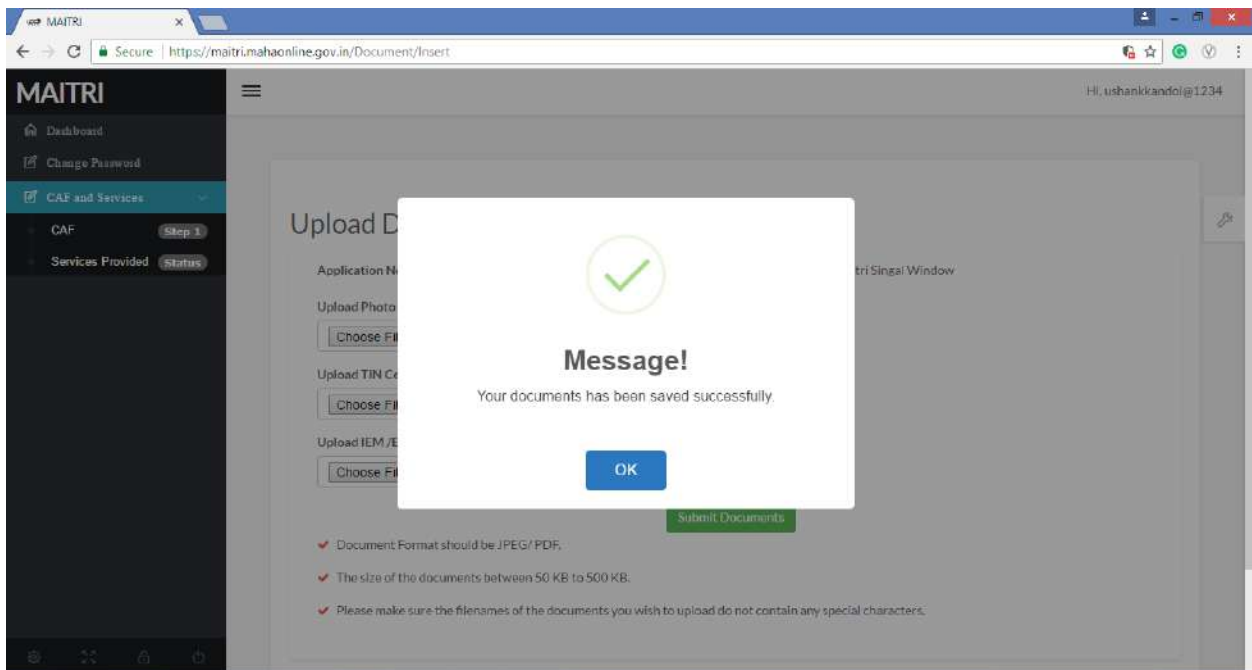 MAITRI
Secure https://maitri.mahaonline.gov.in/Document/Insert
MAITRI
Hi, ushankkandoi@1234
Dashboard
Change Password
CAF and Services
CAF Step 1
Services Provided Status
Upload D
Application N
tri Singal Window
Upload Photo
Choose Fil
Upload TIN Ce
Choose Fil
Upload IEM /E
Choose Fil
Message!
Your documents has been saved successfully.
OK
Submit Documents
Document Format should be JPEG/ PDF.
The size of the documents between 50 KB to 500 KB.
Please make sure the filenames of the documents you wish to upload do not contain any special characters.